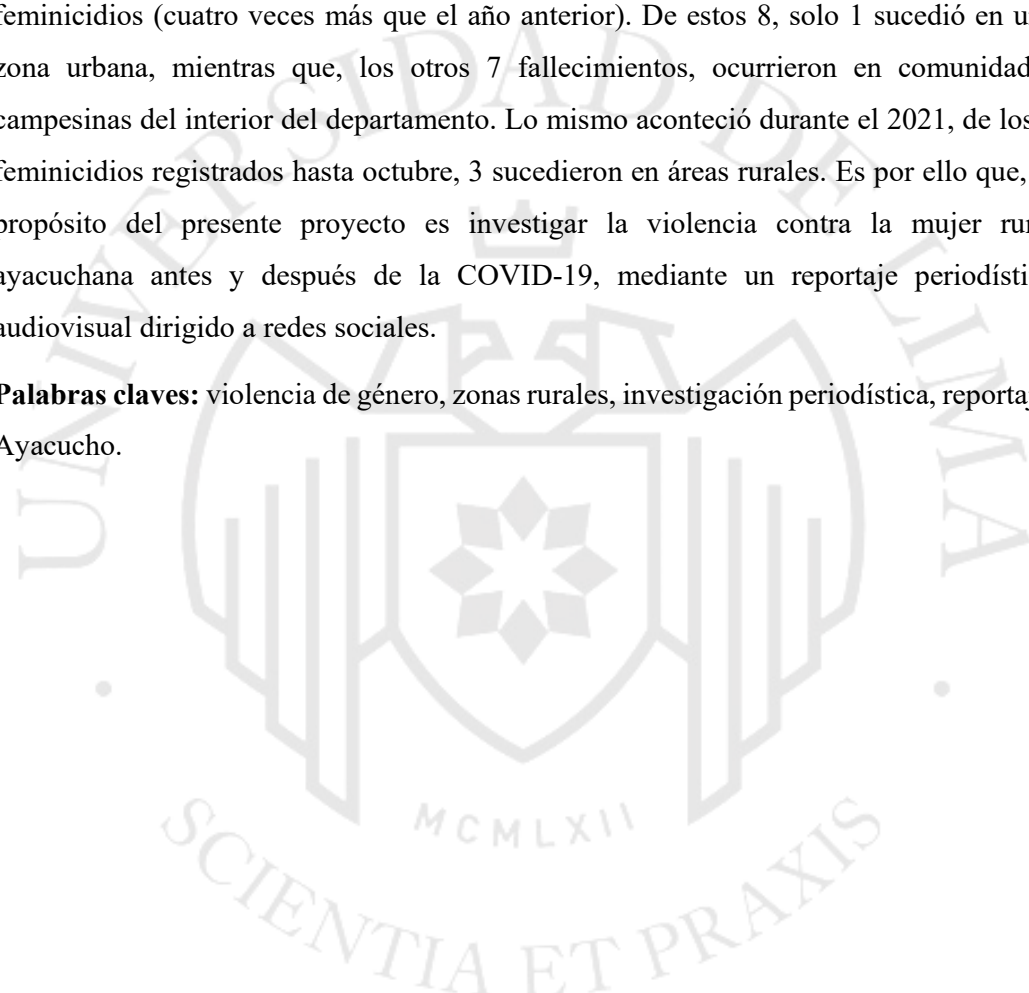 feminicidios (cuatro veces más que el año anterior). De estos 8, solo 1 sucedió en u
zona urbana, mientras que, los otros 7 fallecimientos, ocurrieron en comunidad
campesinas del interior del departamento. Lo mismo aconteció durante el 2021, de los
feminicidios registrados hasta octubre, 3 sucedieron en áreas rurales. Es por ello que,
propósito del presente proyecto es investigar la violencia contra la mujer rur
ayacuchana antes y después de la COVID-19, mediante un reportaje periodísti
audiovisual dirigido a redes sociales.
Palabras claves: violencia de género, zonas rurales, investigación periodística, reportaj
Ayacucho.
UNIVERSIDAD DE LIMA
MCMLXII
SCIENTIA ET PRAXIS